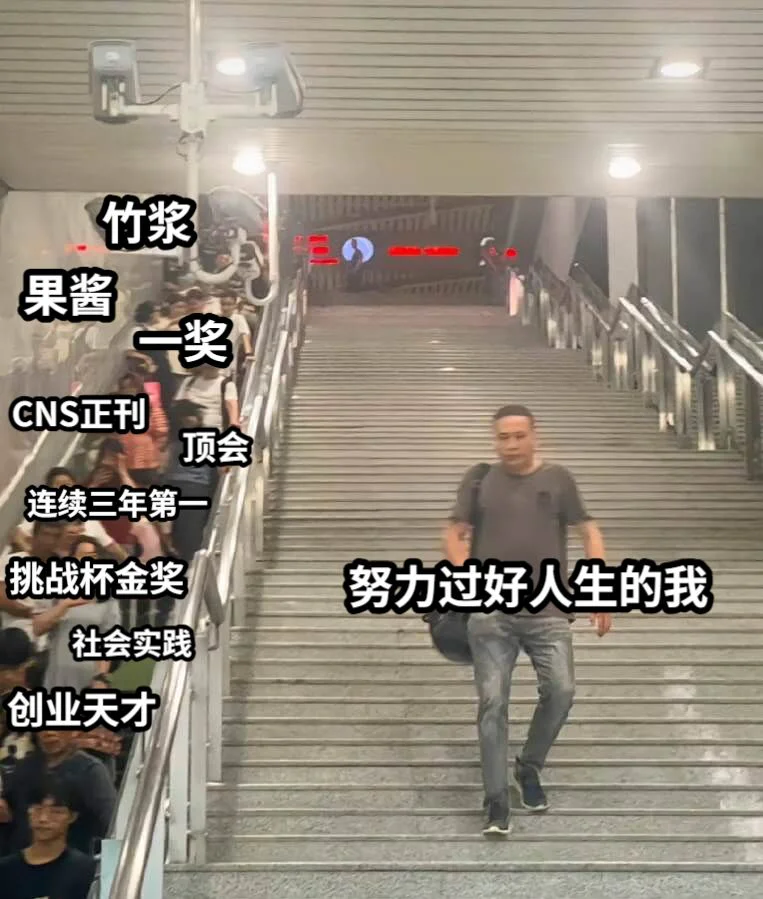 竹浆
果酱
一奖
CNS正刊
顶会
连续三年第一
挑战杯金奖
努力过好人生的我
社会实践
创业天才